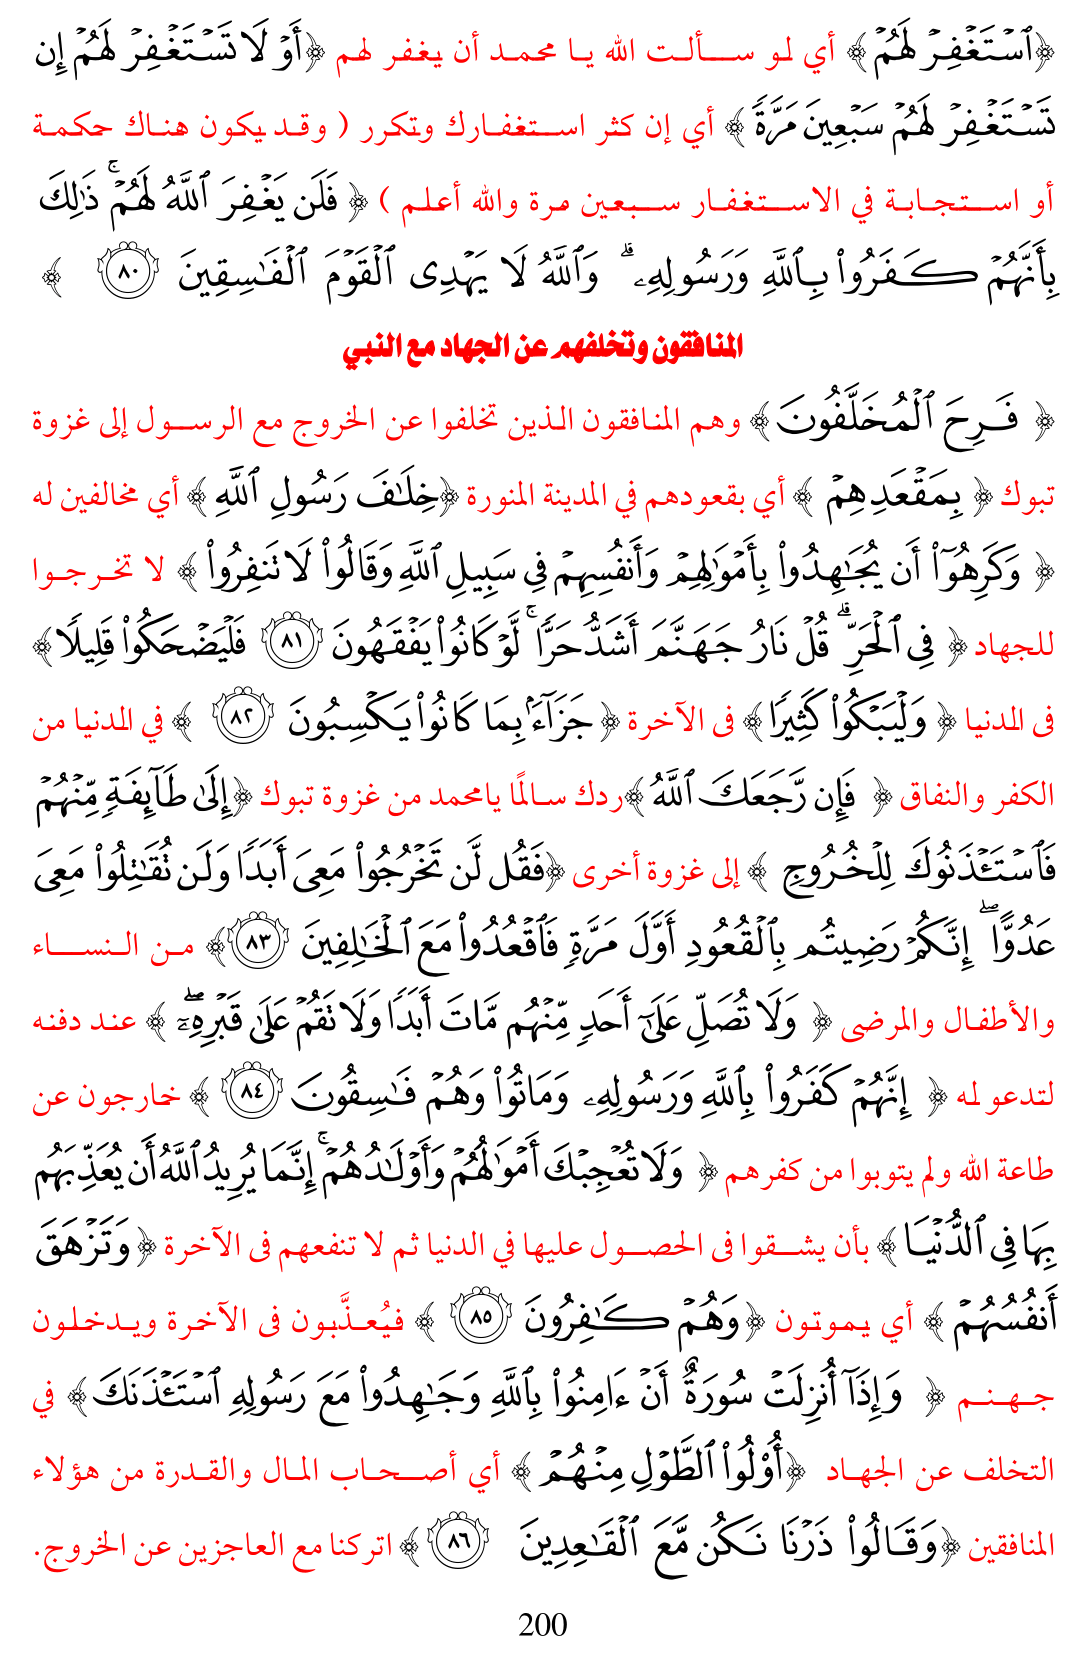 ﴿ٱسۡتَغۡفِرۡ لَهُمۡ﴾ أي لو سألت الله يا محمد أن يغفر لهم ﴿أَوۡ لَا تَسۡتَغۡفِرۡ لَهُمۡ إِن
تَسۡتَغۡفِرۡ لَهُمۡ سَبۡعِينَ مَرَّةٗ﴾ أي إن كثر استغفارك وتكرر ( وقد يكون هناك حكمة
أو استجابة في الاستغفار سبعين مرة والله أعلم ) ﴿ فَلَن يَغۡفِرَ ٱللَّهُ لَهُمۡۚ ذَٰلِكَ
بِأَنَّهُمۡ كَفَرُواْ بِٱللَّهِ وَرَسُولِهِۦۗ وَٱللَّهُ لَا يَهۡدِي ٱلۡقَوۡمَ ٱلۡفَٰسِقِينَ ٨٠ ﴾
المنافقون وتخلفهم عن الجهاد مع النبي
﴿ فَرِحَ ٱلۡمُخَلَّفُونَ﴾ وهم المنافقون الذين تخلفوا عن الخروج مع الرسول إلى غزوة
تبوك ﴿ بِمَقۡعَدِهِمۡ ﴾ أي بقعودهم في المدينة المنورة ﴿خِلَٰفَ رَسُولِ ٱللَّهِ﴾ أي مخالفين له
﴿ وَكَرِهُوٓاْ أَن يُجَٰهِدُواْ بِأَمۡوَٰلِهِمۡ وَأَنفُسِهِمۡ فِي سَبِيلِ ٱللَّهِ وَقَالُواْ لَا تَنفِرُواْ﴾ لا تخرجوا
للجهاد ﴿ فِي ٱلۡحَرِّۗ قُلۡ نَارُ جَهَنَّمَ أَشَدُّ حَرّٗاۚ لَّوۡ كَانُواْ يَفۡقَهُونَ ٨١ فَلۡيَضۡحَكُواْ قَلِيلٗا﴾
فى الدنيا ﴿ وَلۡيَبۡكُواْ كَثِيرٗا﴾ فى الآخرة ﴿ جَزَآءَۢ بِمَا كَانُواْ يَكۡسِبُونَ ٨٢ ﴾ في الدنيا من
الكفر والنفاق ﴿ فَإِن رَّجَعَكَ ٱللَّهُ﴾ردك سالمًا يامحمد من غزوة تبوك ﴿إِلَىٰ طَآئِفَةٖ مِّنۡهُمۡ
فَٱسۡتَـٔۡذَنُوكَ لِلۡخُرُوجِ ﴾ إلى غزوة أخرى ﴿فَقُل لَّن تَخۡرُجُواْ مَعِيَ أَبَدٗا وَلَن تُقَٰتِلُواْ مَعِيَ
عَدُوًّاۖ إِنَّكُمۡ رَضِيتُم بِٱلۡقُعُودِ أَوَّلَ مَرَّةٖ فَٱقۡعُدُواْ مَعَ ٱلۡخَٰلِفِينَ ٨٣﴾ من النساء
والأطفال والمرضى ﴿ وَلَا تُصَلِّ عَلَىٰٓ أَحَدٖ مِّنۡهُم مَّاتَ أَبَدٗا وَلَا تَقُمۡ عَلَىٰ قَبۡرِهِۦٓۖ ﴾ عند دفنه
لتدعو له ﴿ إِنَّهُمۡ كَفَرُواْ بِٱللَّهِ وَرَسُولِهِۦ وَمَاتُواْ وَهُمۡ فَٰسِقُونَ ٨٤ ﴾ خارجون عن
طاعة الله ولم يتوبوا من كفرهم ﴿ وَلَا تُعۡجِبۡكَ أَمۡوَٰلُهُمۡ وَأَوۡلَٰدُهُمۡۚ إِنَّمَا يُرِيدُ ٱللَّهُ أَن يُعَذِّبَهُم
بِهَا فِي ٱلدُّنۡيَا﴾ بأن يشقوا فى الحصول عليها في الدنيا ثم لا تنفعهم فى الآخرة ﴿وَتَزۡهَقَ
أَنفُسُهُمۡ ﴾ أي يموتون ﴿وَهُمۡ كَٰفِرُونَ ٨٥ ﴾ فيُعذَّبون فى الآخرة ويدخلون
جهنم ﴿ وَإِذَآ أُنزِلَتۡ سُورَةٌ أَنۡ ءَامِنُواْ بِٱللَّهِ وَجَٰهِدُواْ مَعَ رَسُولِهِ ٱسۡتَـٔۡذَنَكَ﴾ في
التخلف عن الجهاد ﴿أُوْلُواْ ٱلطَّوۡلِ مِنۡهُمۡ ﴾ أي أصحاب المال والقدرة من هؤلاء
المنافقين ﴿وَقَالُواْ ذَرۡنَا نَكُن مَّعَ ٱلۡقَٰعِدِينَ ٨٦ ﴾ اتركنا مع العاجزين عن الخروج.
200